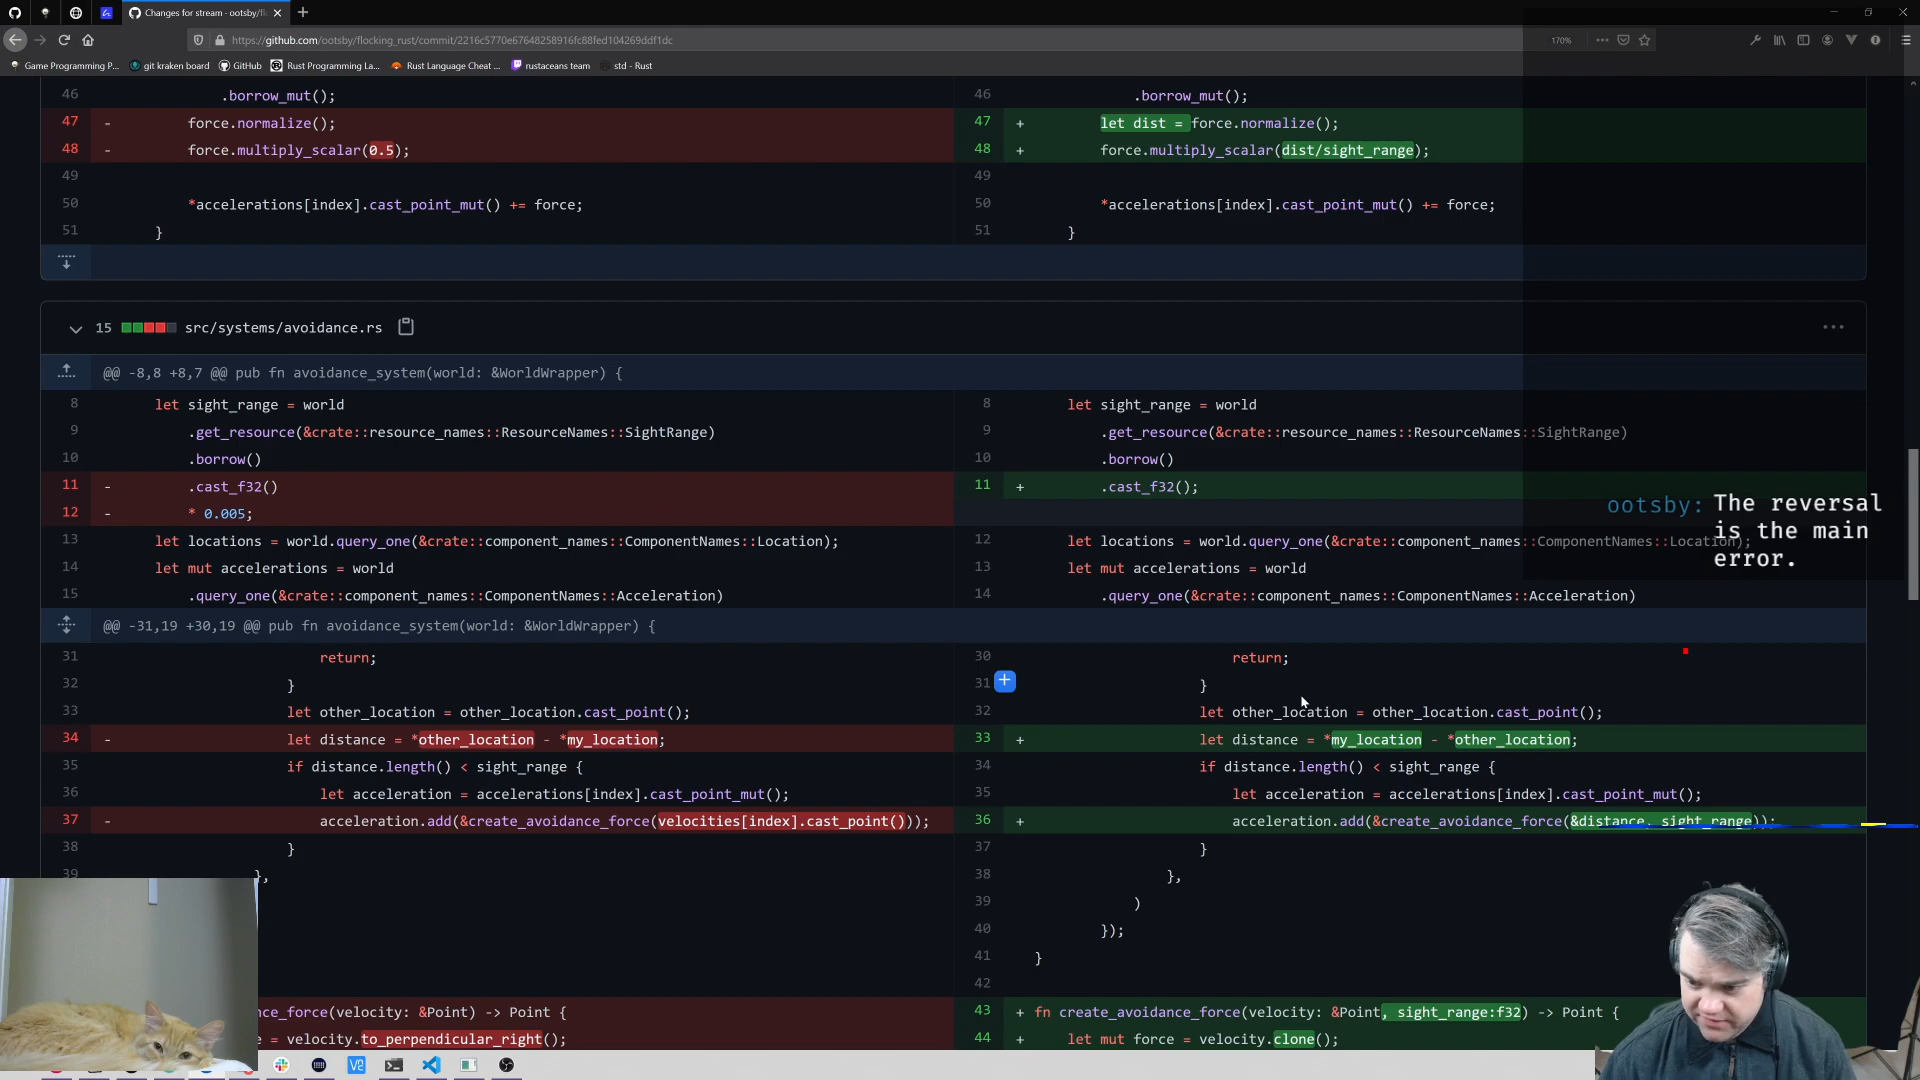 Changes for stream - ootsby/fl
https://github.com/ootsby/flocking_rust/commit/2216c5770e67648258916fc88fed104269ddf1dc
170%
Game Programming P...
git kraken board
GitHub
Rust Programming La...
Rust Language Cheat ...
rustaceans team
std - Rust
46 .borrow_mut();
46 .borrow_mut();
47 - force.normalize();
47 + let dist = force.normalize();
48 - force.multiply_scalar(0.5);
48 + force.multiply_scalar(dist/sight_range);
49
49
50 *accelerations[index].cast_point_mut() += force;
50 *accelerations[index].cast_point_mut() += force;
51 }
51 }
15 src/systems/avoidance.rs
@@ -8,8 +8,7 @@ pub fn avoidance_system(world: &WorldWrapper) {
8 let sight_range = world
8 let sight_range = world
9 .get_resource(&crate::resource_names::ResourceNames::SightRange)
9 .get_resource(&crate::resource_names::ResourceNames::SightRange)
10 .borrow()
10 .borrow()
11 - .cast_f32()
11 + .cast_f32();
12 - * 0.005;
13 let locations = world.query_one(&crate::component_names::ComponentNames::Location);
12 let locations = world.query_one(&crate::component_names::ComponentNames::Location);
14 let mut accelerations = world
13 let mut accelerations = world
15 .query_one(&crate::component_names::ComponentNames::Acceleration)
14 .query_one(&crate::component_names::ComponentNames::Acceleration)
ootsby: The reversal
is the main
error.
@@ -31,19 +30,19 @@ pub fn avoidance_system(world: &WorldWrapper) {
31 return;
30 return;
32 }
31 }
33 let other_location = other_location.cast_point();
32 let other_location = other_location.cast_point();
34 - let distance = *other_location - *my_location;
33 + let distance = *my_location - *other_location;
35 if distance.length() < sight_range {
34 if distance.length() < sight_range {
36 let acceleration = accelerations[index].cast_point_mut();
35 let acceleration = accelerations[index].cast_point_mut();
37 - acceleration.add(&create_avoidance_force(velocities[index].cast_point()));
36 + acceleration.add(&create_avoidance_force(&distance, sight_range));
38 }
37 }
39 },
38 },
39 )
40 });
41 }
42
nce_force(velocity: &Point) -> Point {
43 + fn create_avoidance_force(velocity: &Point, sight_range:f32) -> Point {
e = velocity.to_perpendicular_right();
44 + let mut force = velocity.clone();